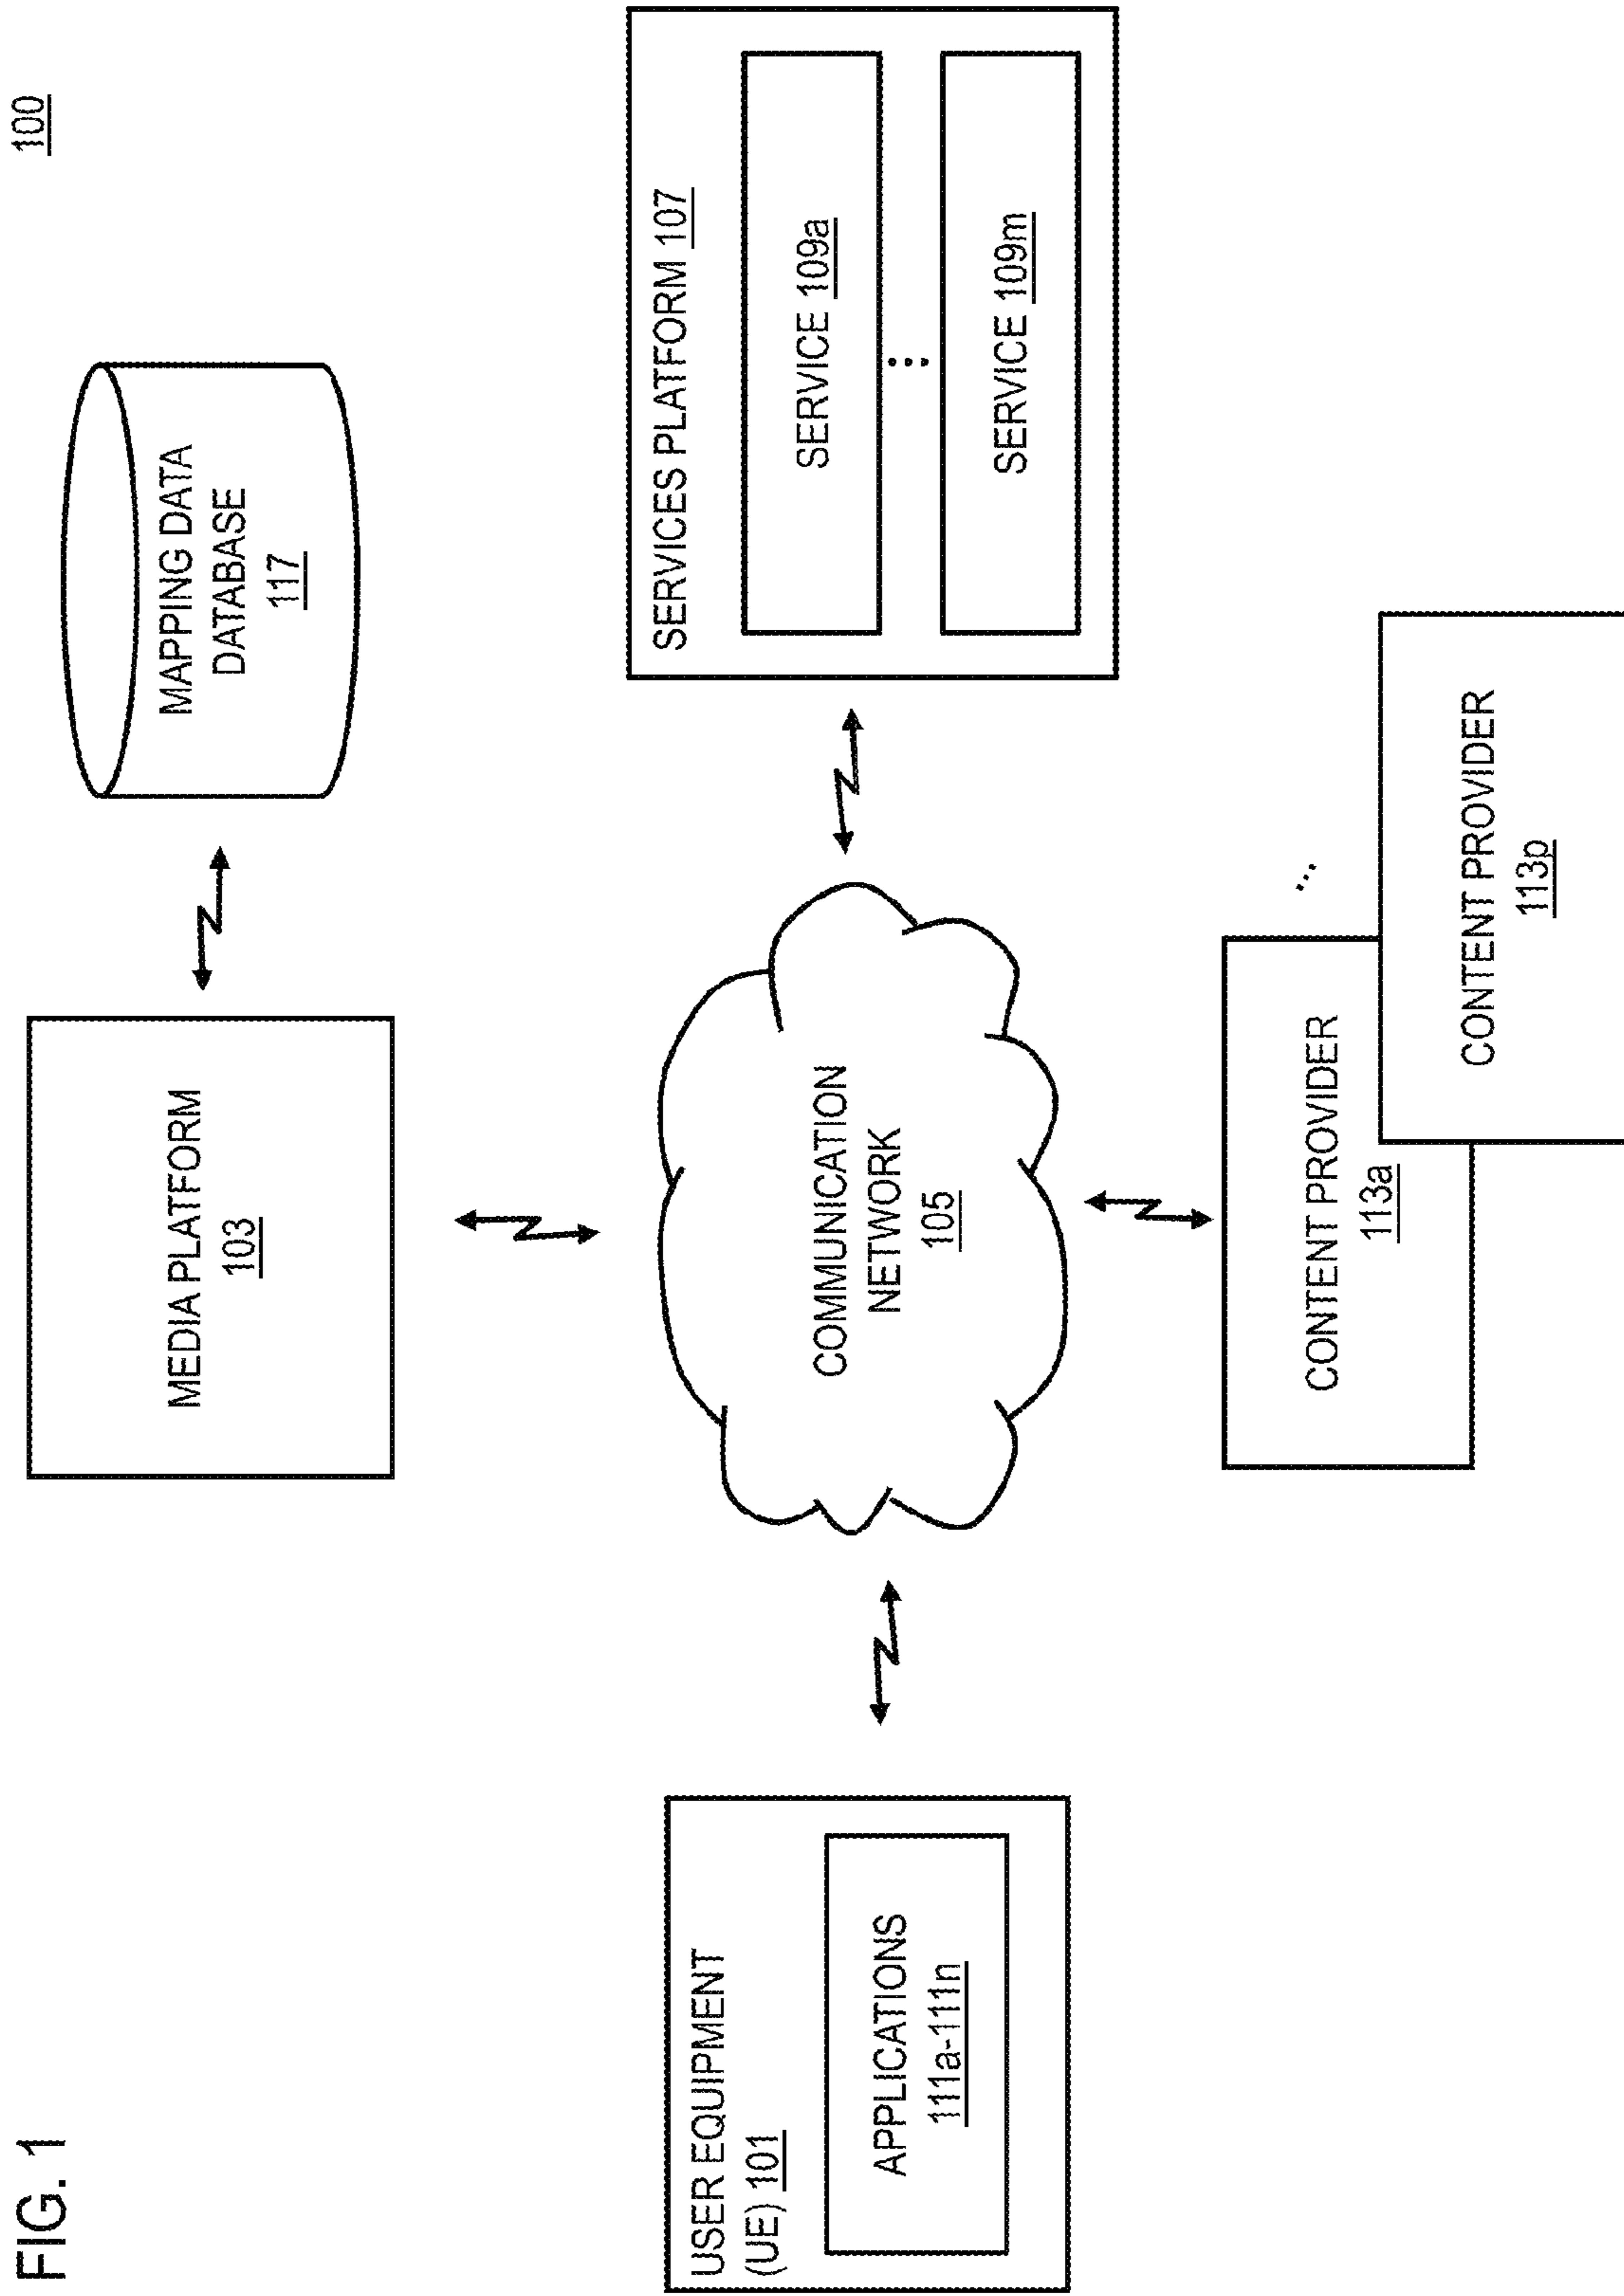 FIG. 1
100
MEDIA PLATFORM
103
MAPPING DATA
DATABASE
117
USER EQUIPMENT
(UE) 101
APPLICATIONS
111a-111n
COMMUNICATION
NETWORK
105
SERVICES PLATFORM 107
SERVICE 109a
...
SERVICE 109m
CONTENT PROVIDER
113a
...
CONTENT PROVIDER
113p